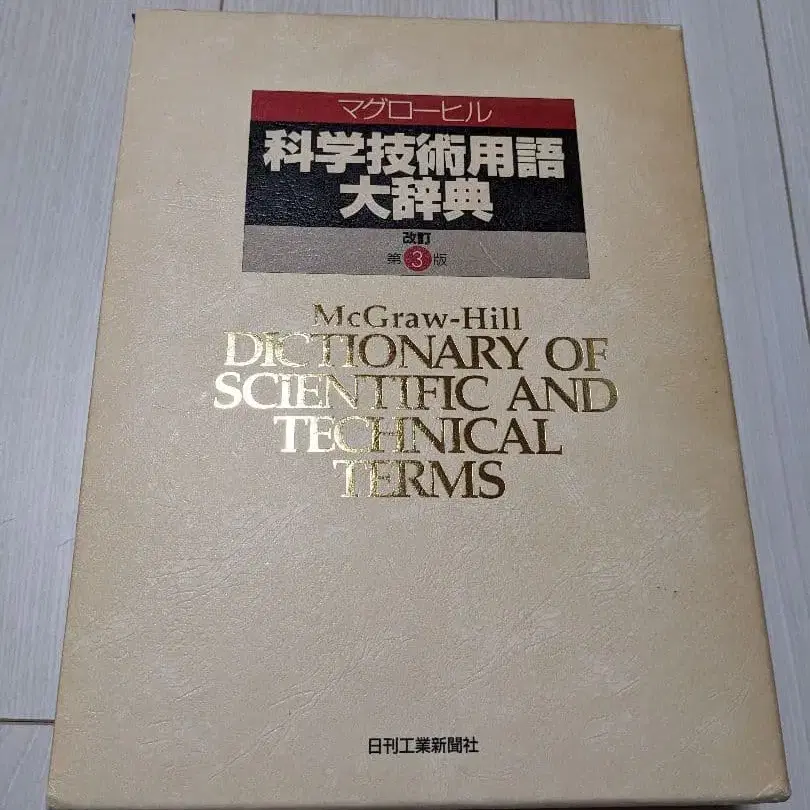 マグローヒル
科学技術用語
大辞典
改訂
第3版
McGraw-Hill
DICTIONARY OF
SCIENTIFIC AND
TECHNICAL
TERMS
日刊工業新聞社